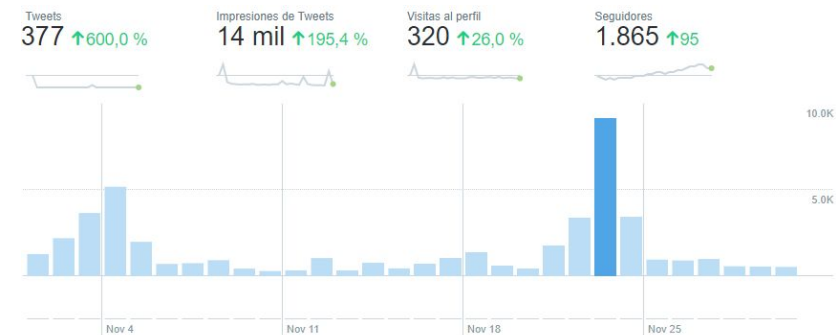 Tweets
377 ↑600,0 %
Impresiones de Tweets
14 mil ↑195,4 %
Visitas al perfil
320 ↑26,0 %
Seguidores
1.865 ↑95
10.0K
5.0K
Nov 4
Nov 11
Nov 18
Nov 25